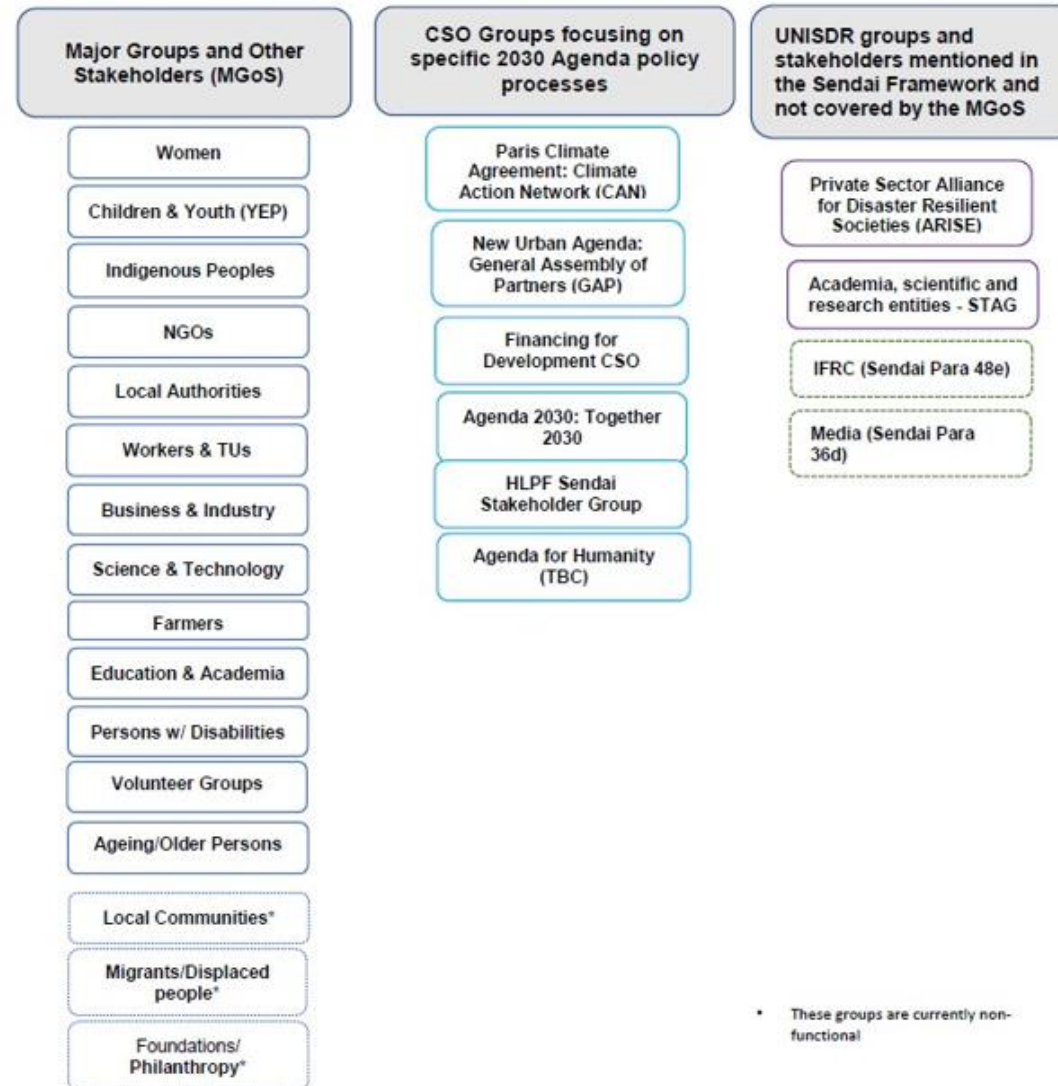 Major Groups and Other
Stakeholders (MGoS)
Women
Children & Youth (YEP)
Indigenous Peoples
NGOs
Local Authorities
Workers & TUs
Business & Industry
Science & Technology
Farmers
Education & Academia
Persons w/ Disabilities
Volunteer Groups
Ageing/Older Persons
Local Communities*
Migrants/Displaced
people*
Foundations/
Philanthropy*
CSO Groups focusing on
specific 2030 Agenda policy
processes
Paris Climate
Agreement: Climate
Action Network (CAN)
New Urban Agenda:
General Assembly of
Partners (GAP)
Financing for
Development CSO
Agenda 2030: Together
2030
HLPF Sendai
Stakeholder Group
Agenda for Humanity
(TBC)
UNISDR groups and
stakeholders mentioned in
the Sendai Framework and
not covered by the MGoS
Private Sector Alliance
for Disaster Resilient
Societies (ARISE)
Academia, scientific and
research entities - STAG
IFRC (Sendai Para 48e)
Media (Sendai Para
36d)
• These groups are currently non-
functional